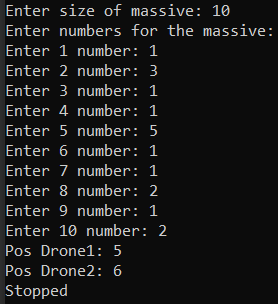 Enter size of massive: 10
Enter numbers for the massive:
Enter 1 number: 1
Enter 2 number: 3
Enter 3 number: 1
Enter 4 number: 1
Enter 5 number: 5
Enter 6 number: 1
Enter 7 number: 1
Enter 8 number: 2
Enter 9 number: 1
Enter 10 number: 2
Pos Drone1: 5
Pos Drone2: 6
Stopped